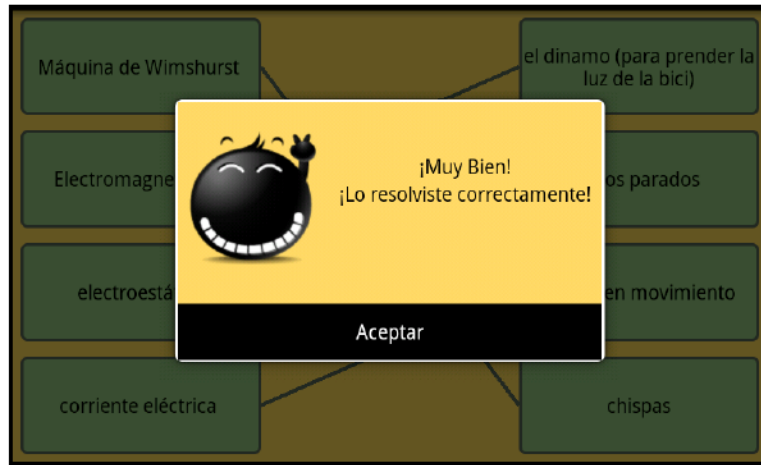 Máquina de Wimshurst
el dinamo (para prender la
luz de la bici)
¡Muy Bien!
¡Lo resolviste correctamente!
Electromagne
os parados
electroestá
en movimiento
Aceptar
corriente eléctrica
chispas